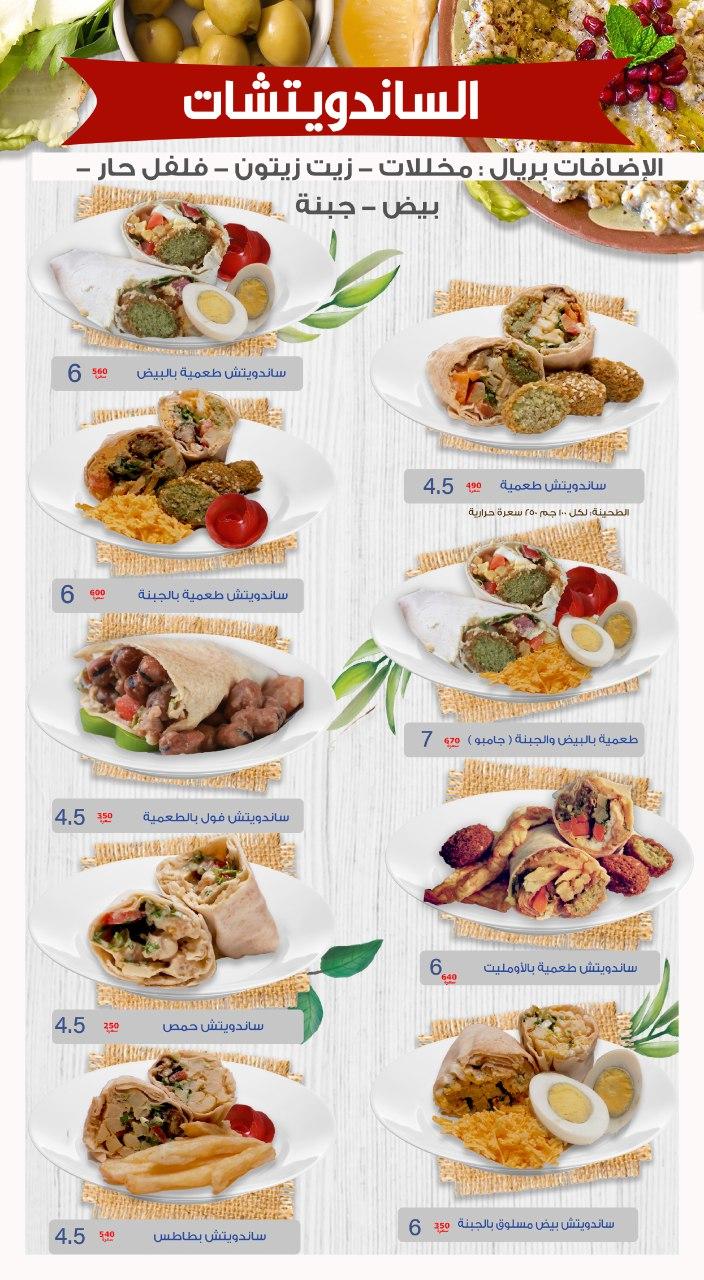 الساندويتشات
الإضافات بريال : مخللات – زيت زيتون – فلفل حار –
بيض – جبنة
ساندويتش طعمية 490 سعرة 4.5
الطحينة: لكل ١٠٠ جم ٢٥٠ سعرة حرارية
طعمية بالبيض والجبنة ( جامبو ) 670 سعرة 7
ساندويتش طعمية بالأومليت 640 سعرة 6
ساندويتش بيض مسلوق بالجبنة 350 سعرة 6
ساندويتش طعمية بالبيض 560 سعرة 6
ساندويتش طعمية بالجبنة 600 سعرة 6
ساندويتش فول بالطعمية 350 سعرة 4.5
ساندويتش حمص 250 سعرة 4.5
ساندويتش بطاطس 540 سعرة 4.5